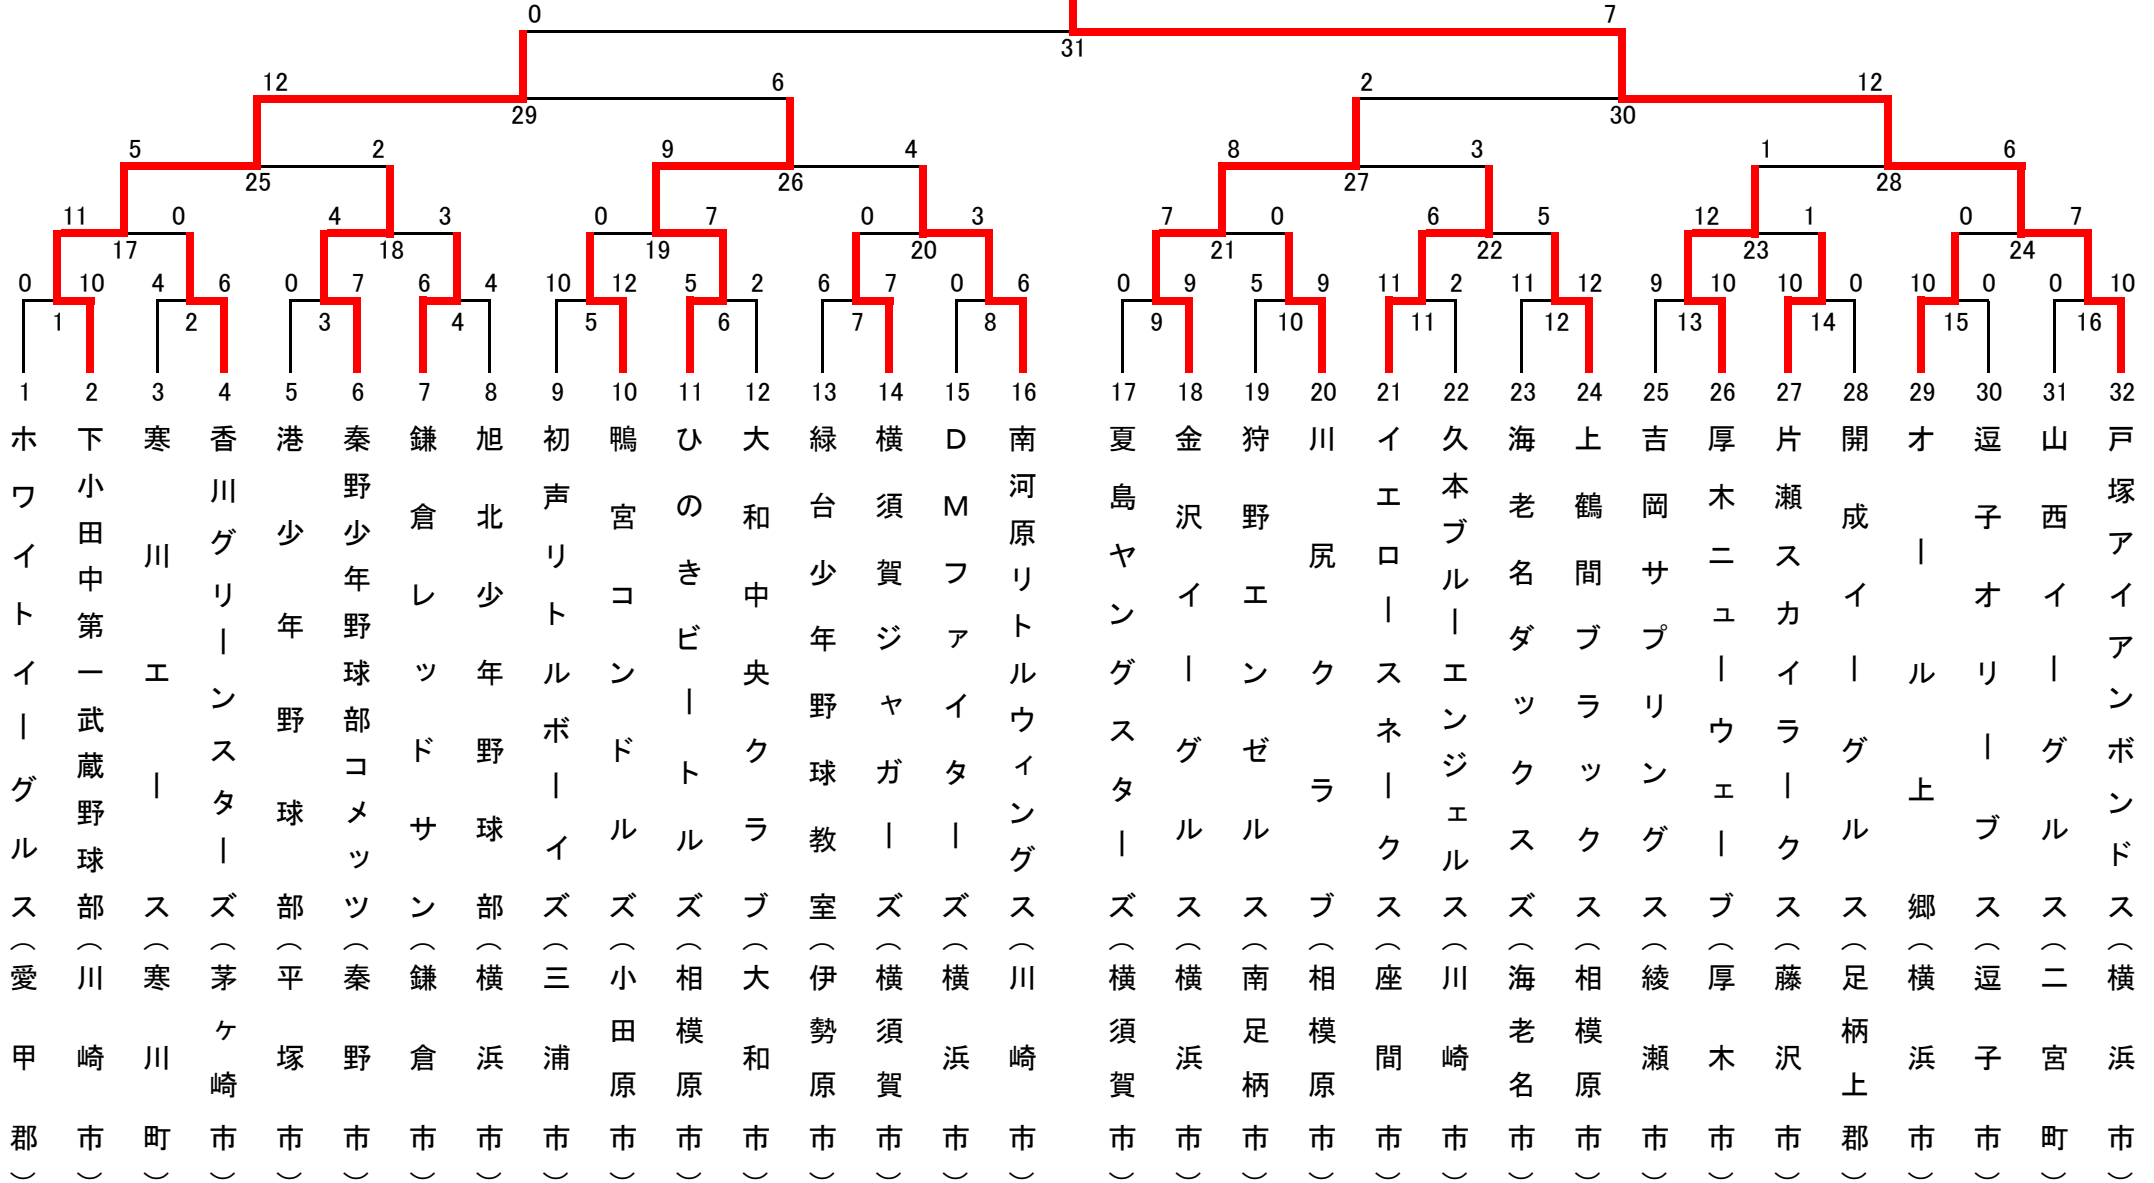 0 7
31
12 6 2 12
29 30
5 2 9 4 8 3 1 6
25 26 27 28
11 0 4 3 0 7 0 3 7 0 6 5 12 1 0 7
17 18 19 20 21 22 23 24
0 10 4 6 0 7 6 4 10 12 5 2 6 7 0 6 0 9 5 9 11 2 11 12 9 10 10 0 10 0 0 10
1 2 3 4 5 6 7 8 9 10 11 12 13 14 15 16
1 2 3 4 5 6 7 8 9 10 11 12 13 14 15 16 17 18 19 20 21 22 23 24 25 26 27 28 29 30 31 32
ホワイトイーグルス（愛甲郡）
下小田中第一武蔵野球部（川崎市）
寒川エース（寒川町）
香川グリーンスターズ（茅ヶ崎市）
港少年野球部（平塚市）
秦野少年野球部コメッツ（秦野市）
鎌倉レッドサン（鎌倉市）
旭北少年野球部（横浜市）
初声リトルボーイズ（三浦市）
鴨宮コンドルズ（小田原市）
ひのきビートルズ（相模原市）
大和中央クラブ（大和市）
緑台少年野球教室（伊勢原市）
横須賀ジャガーズ（横須賀市）
ＤＭファイターズ（横浜市）
南河原リトルウィングス（川崎市）
夏島ヤングスターズ（横須賀市）
金沢イーグルス（横浜市）
狩野エンゼルス（南足柄市）
川尻クラブ（相模原市）
イエロースネークス（座間市）
久本ブルーエンジェルス（川崎市）
海老名ダックスズ（海老名市）
上鶴間ブラックス（相模原市）
吉岡サプリングス（綾瀬市）
厚木ニューウェーブ（厚木市）
片瀬スカイラークス（藤沢市）
開成イーグルス（足柄上郡）
オール上郷（横浜市）
逗子オリーブス（逗子市）
山西イーグルス（二宮町）
戸塚アイアンボンドス（横浜市）